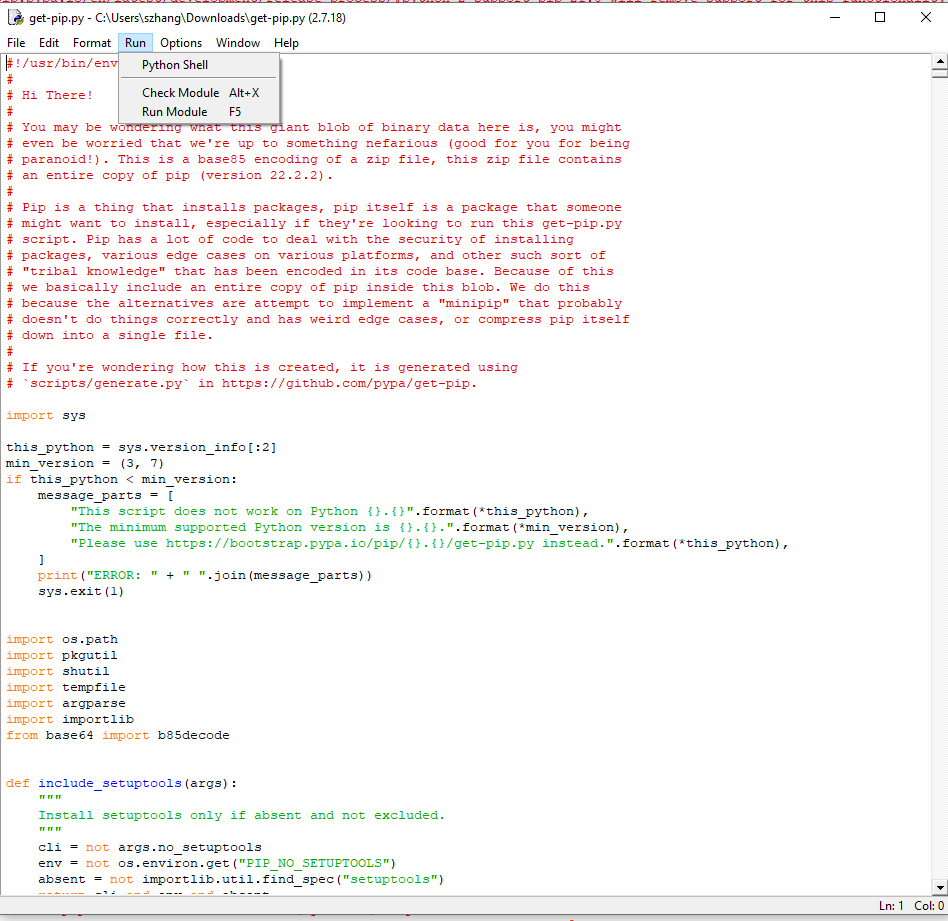 get-pip.py - C:\Users\szhang\Downloads\get-pip.py (2.7.18)
File Edit Format Run Options Window Help
Python Shell
Check Module Alt+X
Run Module F5
#!/usr/bin/env
#
# Hi There!
#
# You may be wondering what this giant blob of binary data here is, you might
# even be worried that we're up to something nefarious (good for you for being
# paranoid!). This is a base85 encoding of a zip file, this zip file contains
# an entire copy of pip (version 22.2.2).
#
# Pip is a thing that installs packages, pip itself is a package that someone
# might want to install, especially if they're looking to run this get-pip.py
# script. Pip has a lot of code to deal with the security of installing
# packages, various edge cases on various platforms, and other such sort of
# "tribal knowledge" that has been encoded in its code base. Because of this
# we basically include an entire copy of pip inside this blob. We do this
# because the alternatives are attempt to implement a "minipip" that probably
# doesn't do things correctly and has weird edge cases, or compress pip itself
# down into a single file.
#
# If you're wondering how this is created, it is generated using
# `scripts/generate.py` in https://github.com/pypa/get-pip.
import sys
this_python = sys.version_info[:2]
min_version = (3, 7)
if this_python < min_version:
    message_parts = [
        "This script does not work on Python {}.{}".format(*this_python),
        "The minimum supported Python version is {}.{}.".format(*min_version),
        "Please use https://bootstrap.pypa.io/pip/{}.{}/get-pip.py instead.".format(*this_python),
    ]
    print("ERROR: " + " ".join(message_parts))
    sys.exit(1)
import os.path
import pkgutil
import shutil
import tempfile
import argparse
import importlib
from base64 import b85decode
def include_setuptools(args):
    """
    Install setuptools only if absent and not excluded.
    """
    cli = not args.no_setuptools
    env = not os.environ.get("PIP_NO_SETUPTOOLS")
    absent = not importlib.util.find_spec("setuptools")
    return cli and env and absent
Ln: 1 Col: 0